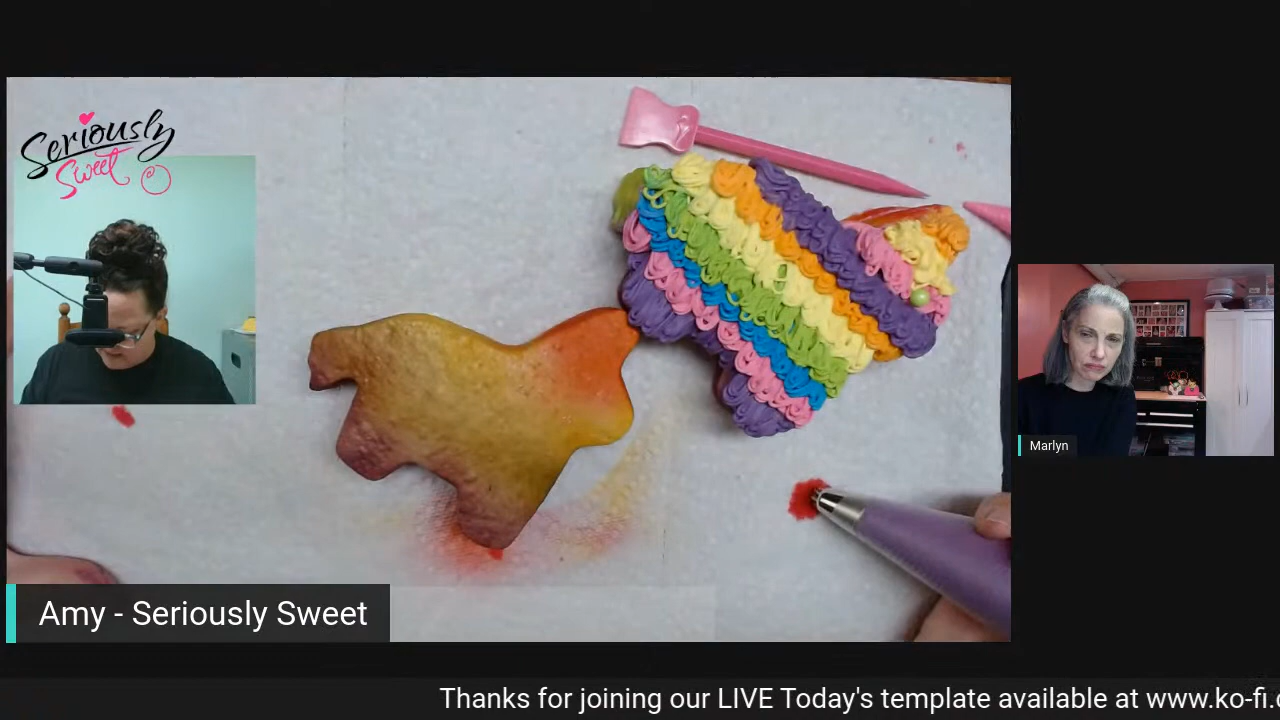 Seriously
Sweet
Marlyn
Amy - Seriously Sweet
Thanks for joining our LIVE Today's template available at www.ko-fi.